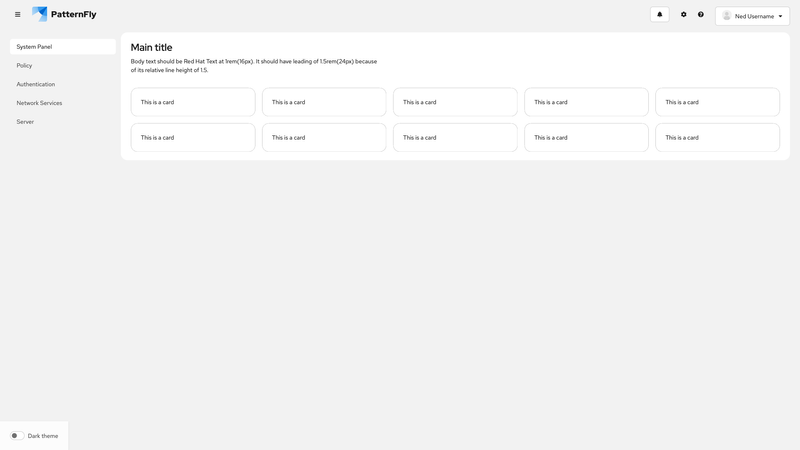 PatternFly
Ned Username
System Panel
Policy
Authentication
Network Services
Server
Main title
Body text should be Red Hat Text at 1rem(16px). It should have leading of 1.5rem(24px) because
of its relative line height of 1.5.
This is a card
This is a card
This is a card
This is a card
This is a card
This is a card
This is a card
This is a card
This is a card
This is a card
Dark theme